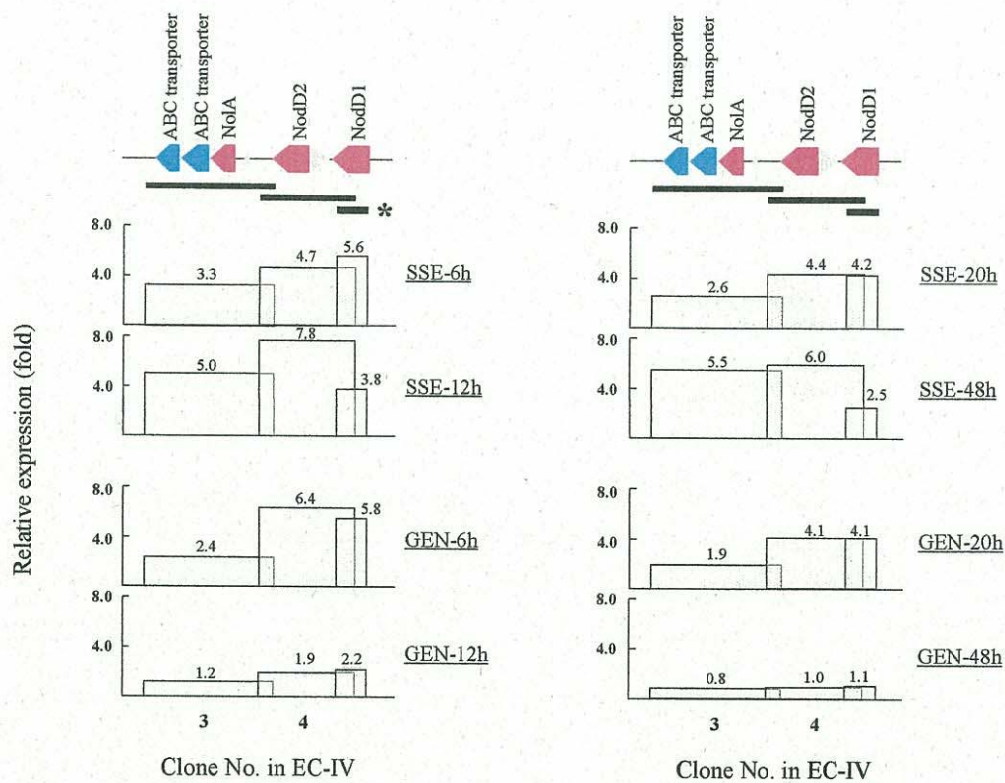 ABC transporter
ABC transporter
NolA
NodD2
NodD1
*
8.0
4.0
3.3
4.7
5.6
SSE-6h
8.0
4.0
5.0
7.8
3.8
SSE-12h
8.0
4.0
2.4
6.4
5.8
GEN-6h
8.0
4.0
1.2
1.9
2.2
GEN-12h
3
4
Clone No. in EC-IV
Relative expression (fold)
ABC transporter
ABC transporter
NolA
NodD2
NodD1
8.0
4.0
2.6
4.4
4.2
SSE-20h
8.0
4.0
5.5
6.0
2.5
SSE-48h
8.0
4.0
1.9
4.1
4.1
GEN-20h
8.0
4.0
0.8
1.0
1.1
GEN-48h
3
4
Clone No. in EC-IV